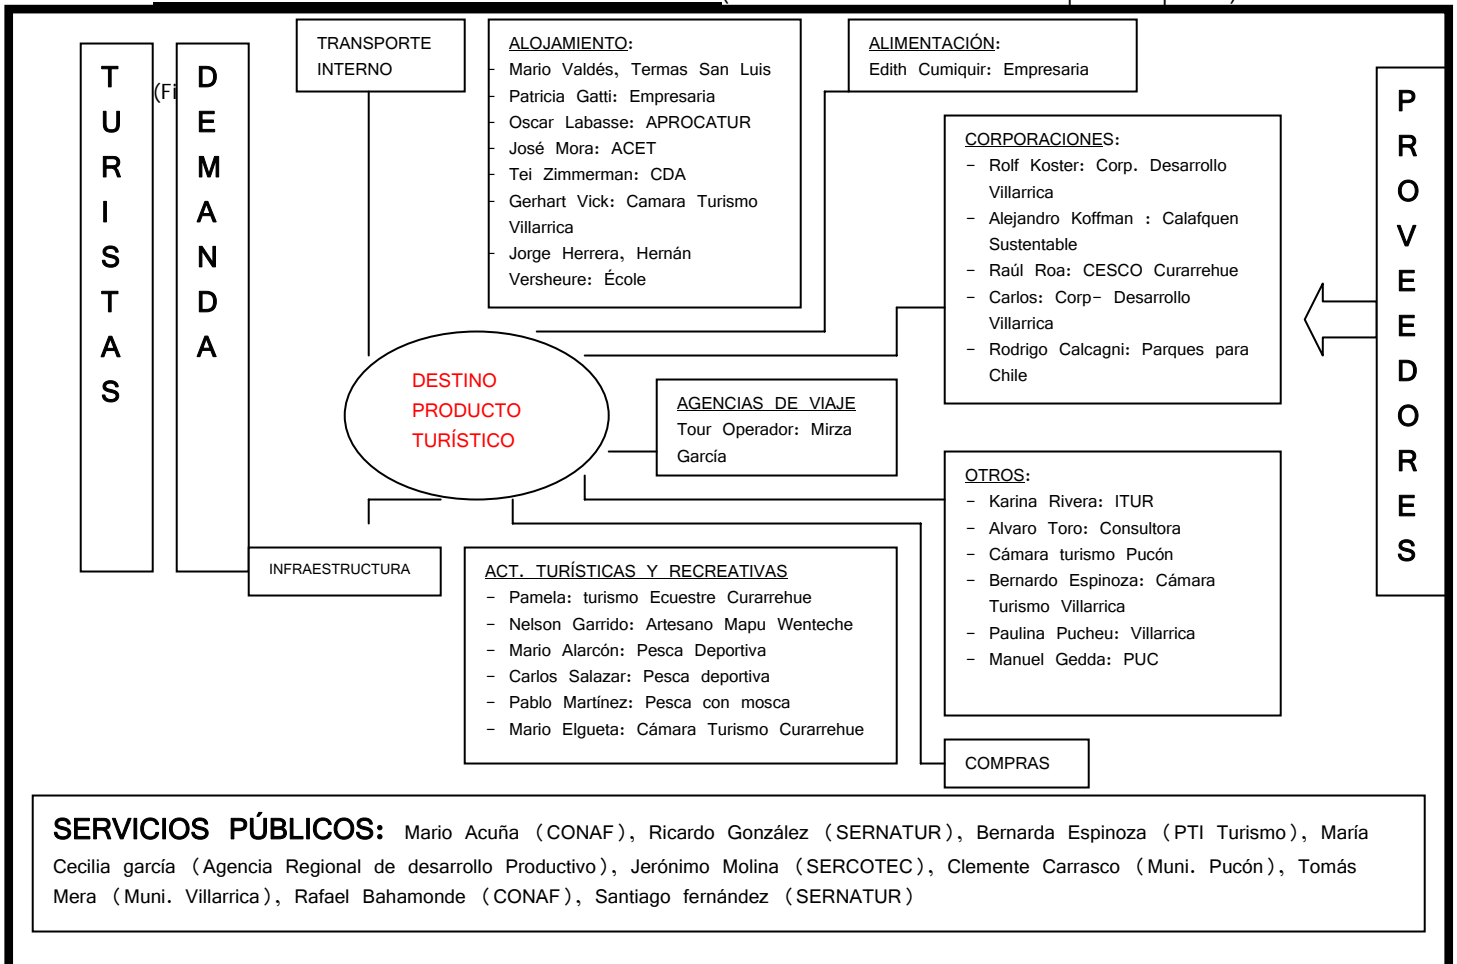 TURISTAS
(Fi
DEMANDA
TRANSPORTE
INTERNO
ALOJAMIENTO:
- Mario Valdés, Termas San Luis
- Patricia Gatti: Empresaria
- Oscar Labasse: APROCATUR
- José Mora: ACET
- Tei Zimmerman: CDA
- Gerhart Vick: Camara Turismo
Villarrica
- Jorge Herrera, Hernán
Versheure: École
ALIMENTACIÓN:
Edith Cumiquir: Empresaria
CORPORACIONES:
- Rolf Koster: Corp. Desarrollo
Villarrica
- Alejandro Koffman : Calafquen
Sustentable
- Raúl Roa: CESCO Curarrehue
- Carlos: Corp- Desarrollo
Villarrica
- Rodrigo Calcagni: Parques para
Chile
PROVEEDORES
DESTINO
PRODUCTO
TURÍSTICO
AGENCIAS DE VIAJE
Tour Operador: Mirza
García
OTROS:
- Karina Rivera: ITUR
- Alvaro Toro: Consultora
- Cámara turismo Pucón
- Bernardo Espinoza: Cámara
Turismo Villarrica
- Paulina Pucheu: Villarrica
- Manuel Gedda: PUC
INFRAESTRUCTURA
ACT. TURÍSTICAS Y RECREATIVAS
- Pamela: turismo Ecuestre Curarrehue
- Nelson Garrido: Artesano Mapu Wenteche
- Mario Alarcón: Pesca Deportiva
- Carlos Salazar: Pesca deportiva
- Pablo Martínez: Pesca con mosca
- Mario Elgueta: Cámara Turismo Curarrehue
COMPRAS
SERVICIOS PÚBLICOS: Mario Acuña (CONAF), Ricardo González (SERNATUR), Bernarda Espinoza (PTI Turismo), María
Cecilia garcía (Agencia Regional de desarrollo Productivo), Jerónimo Molina (SERCOTEC), Clemente Carrasco (Muni. Pucón), Tomás
Mera (Muni. Villarrica), Rafael Bahamonde (CONAF), Santiago fernández (SERNATUR)